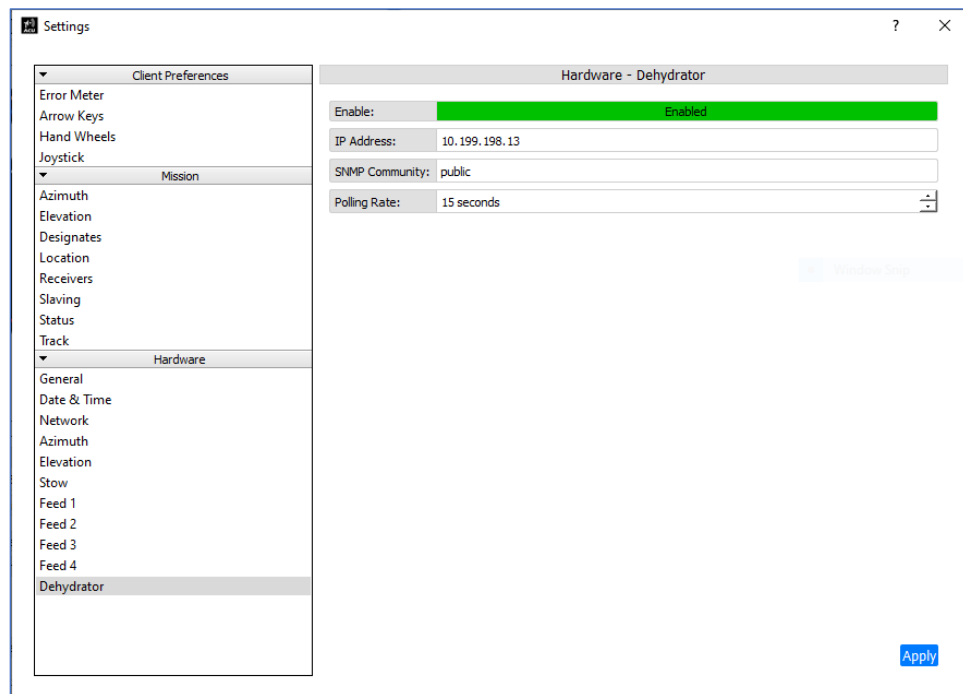 Settings
?
Client Preferences
Error Meter
Arrow Keys
Hand Wheels
Joystick
Mission
Azimuth
Elevation
Designates
Location
Receivers
Slaving
Status
Track
Hardware
General
Date & Time
Network
Azimuth
Elevation
Stow
Feed 1
Feed 2
Feed 3
Feed 4
Dehydrator
Hardware - Dehydrator
Enable: Enabled
IP Address: 10.199.198.13
SNMP Community: public
Polling Rate: 15 seconds
Window Snip
Apply